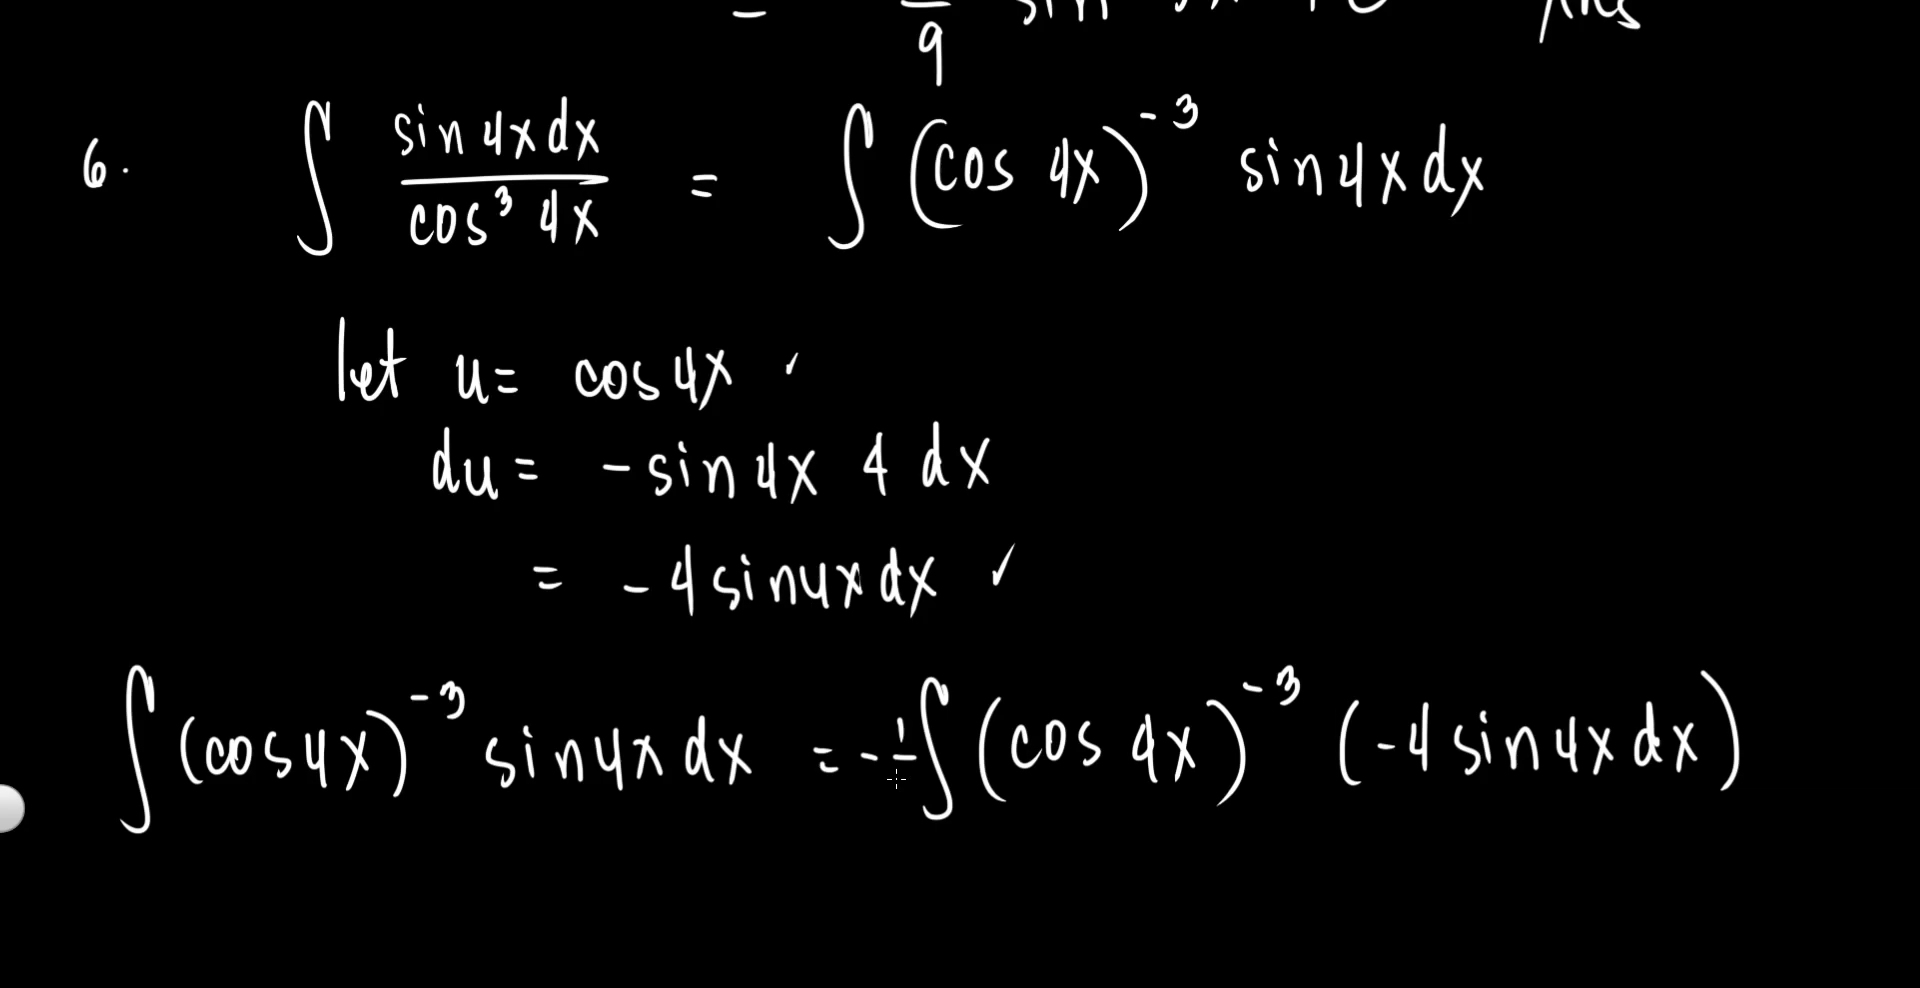 = 9
6. ∫ sin 4x dx / cos³ 4x = ∫ (cos 4x)⁻³ sin 4x dx
let u = cos 4x ✓
du = - sin 4x 4 dx
= - 4 sin 4x dx ✓
∫ (cos 4x)⁻³ sin 4x dx = - 1/ ∫ (cos 4x)⁻³ (-4 sin 4x dx)